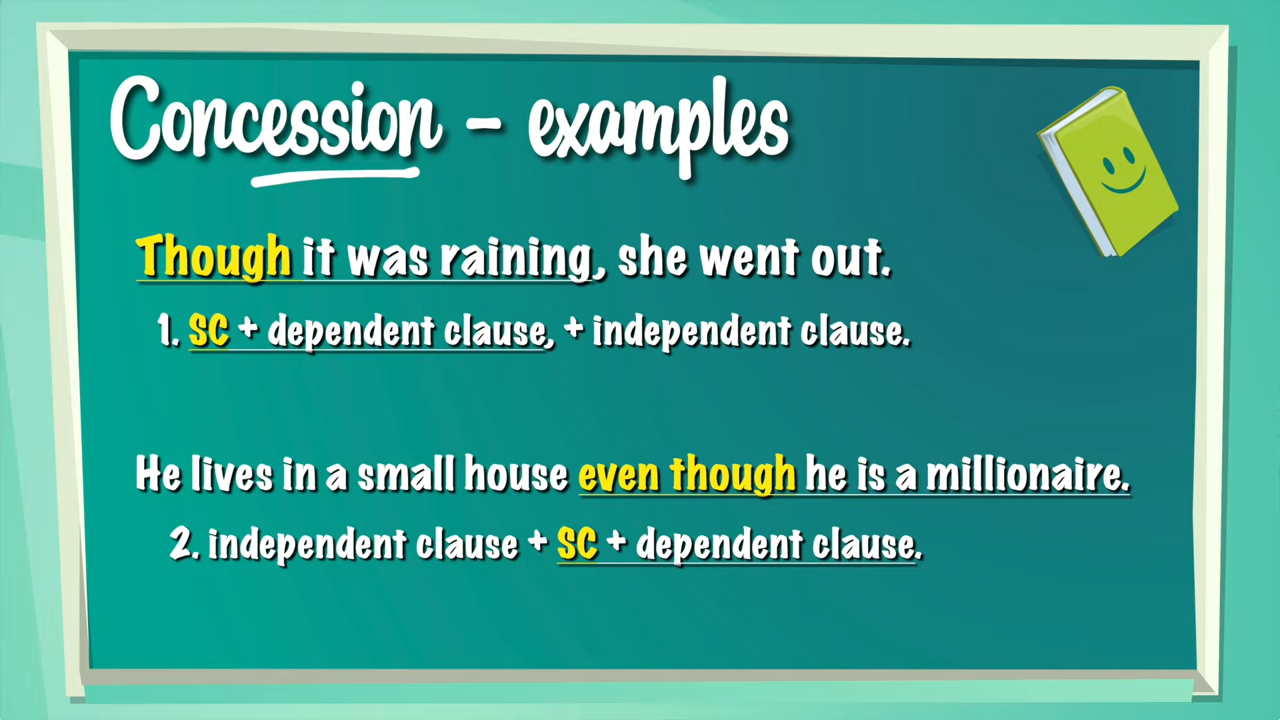 Concession - examples
Though it was raining, she went out.
1. SC + dependent clause, + independent clause.
He lives in a small house even though he is a millionaire.
2. independent clause + SC + dependent clause.